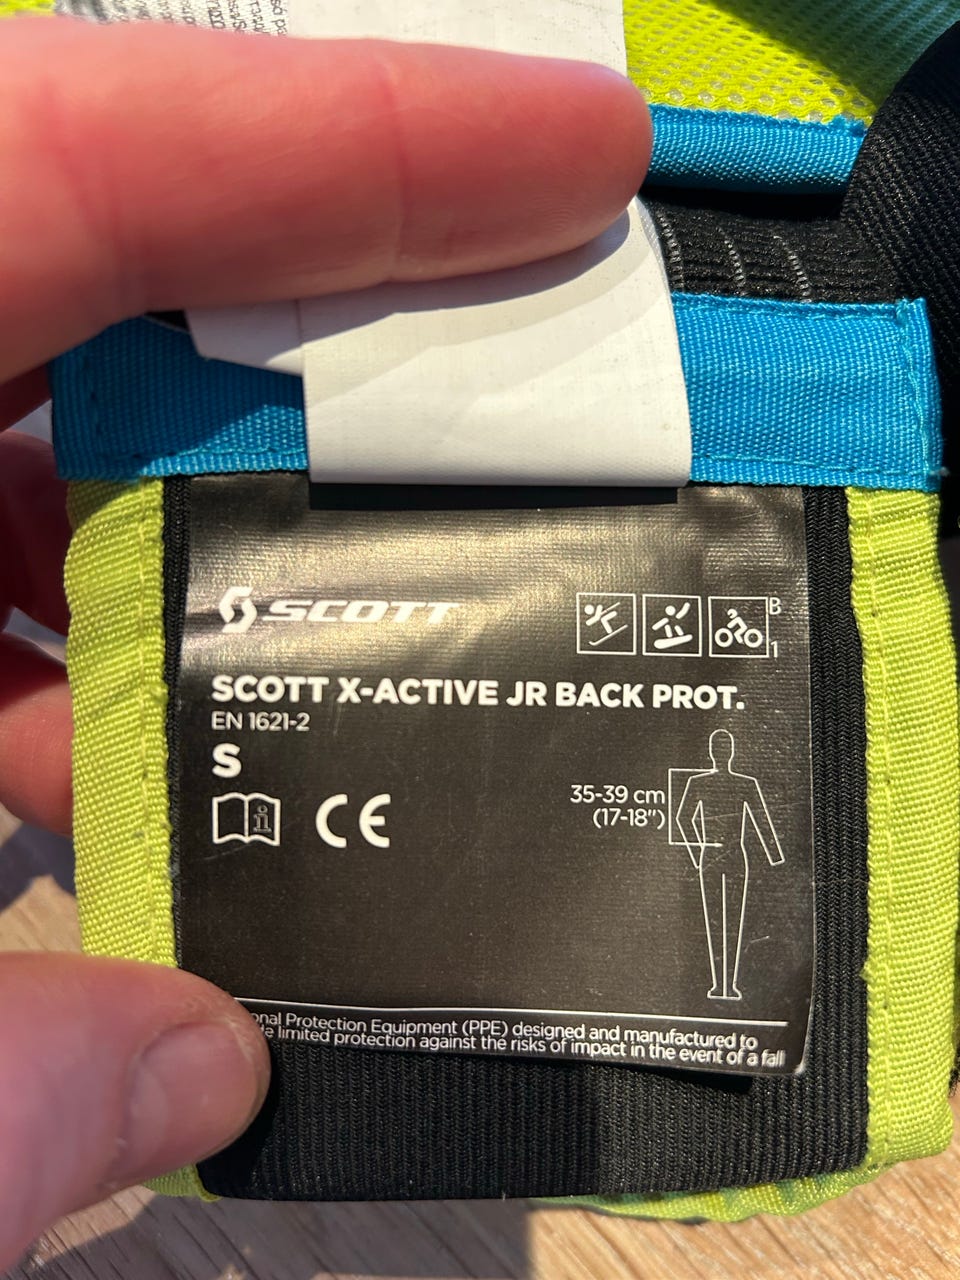 SCOTT
B
1
SCOTT X-ACTIVE JR BACK PROT.
EN 1621-2
S
35-39 cm
(17-18")
i
CE
Protection Equipment (PPE) designed and manufactured to
limited protection against the risks of impact in the event of a fall